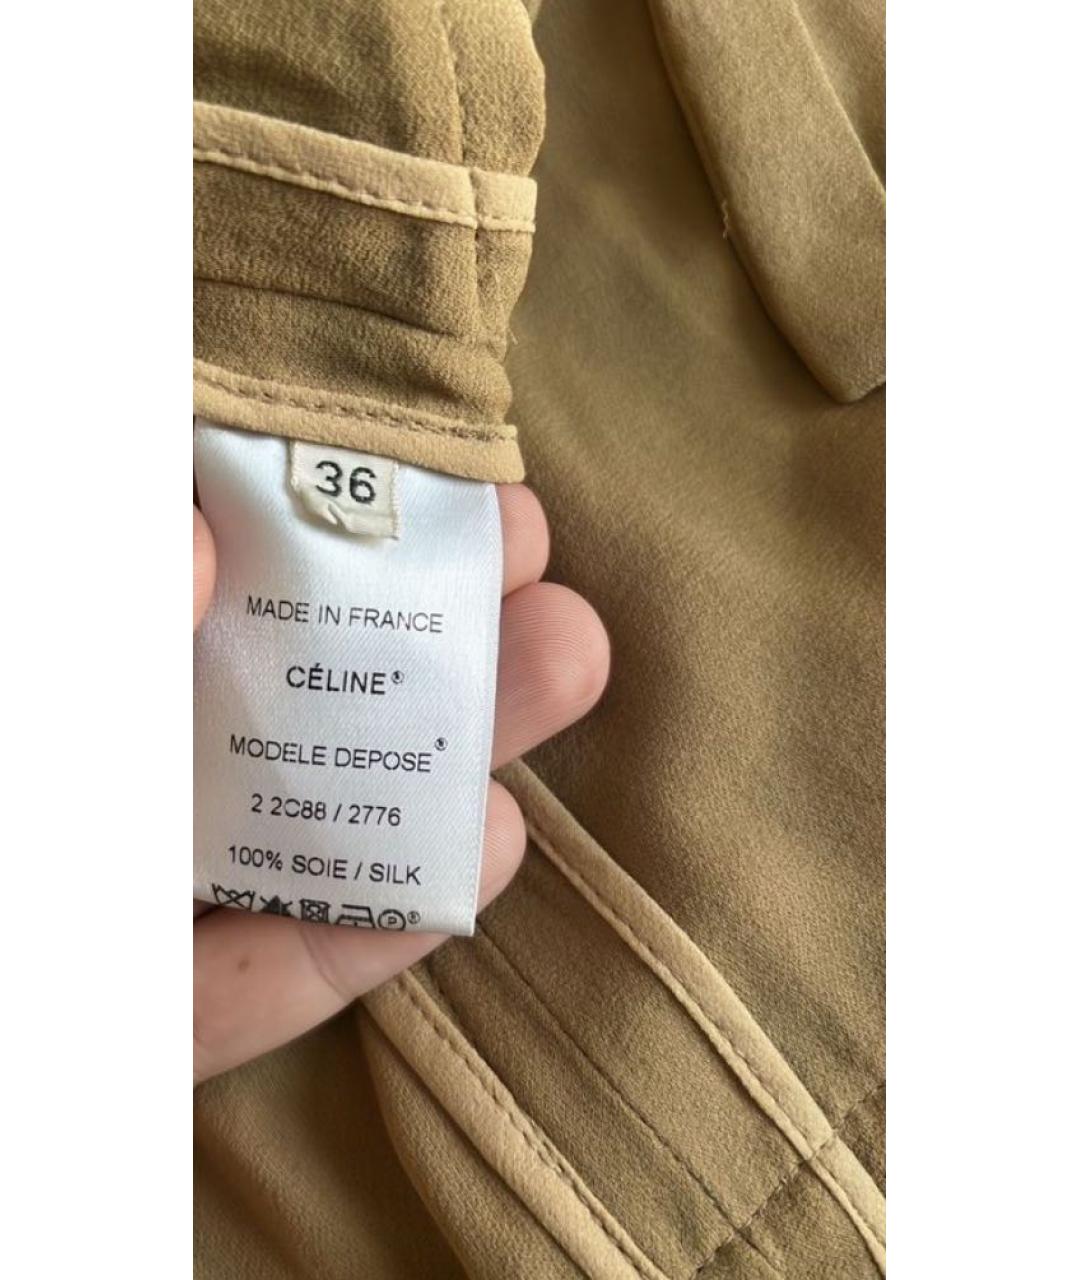 36
MADE IN FRANCE
CÉLINE®
MODELE DEPOSE®
2 2C88 / 2776
100% SOIE / SILK
P